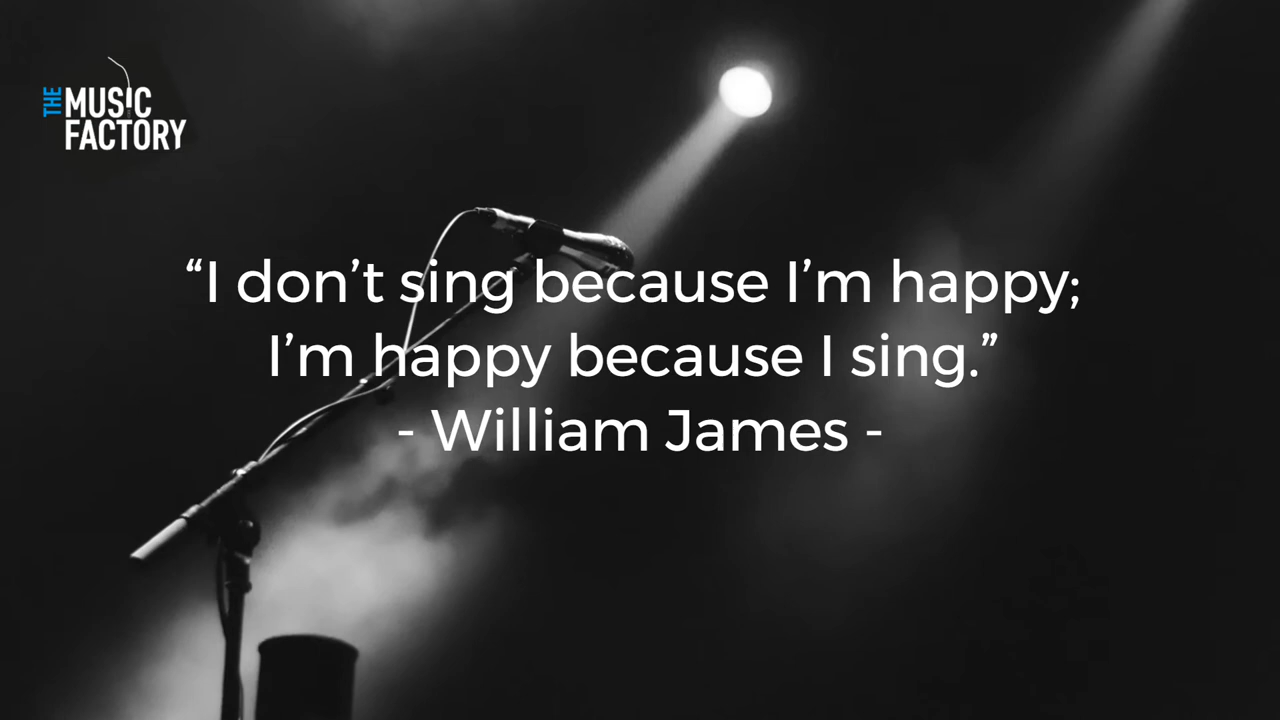 THE
MUSIC
FACTORY
“I don’t sing because I’m happy;
I’m happy because I sing.”
- William James -